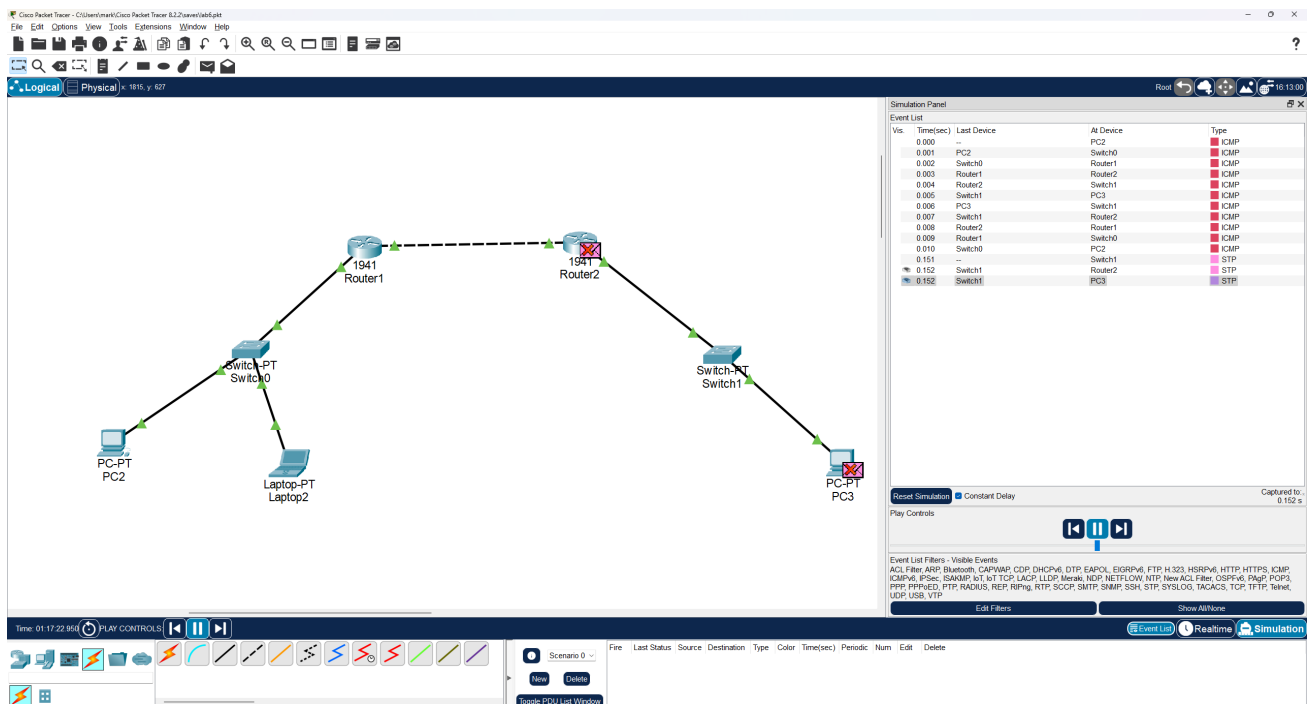 Cisco Packet Tracer - C:\Users\mark\Cisco Packet Tracer 8.2.2\saves\lab6.pkt
File Edit Options View Tools Extensions Window Help
?
Logical Physical x: 1815, y: 627 Root 16:13:00
Simulation Panel
Event List
Vis. Time(sec) Last Device At Device Type
0.000 -- PC2 ICMP
0.001 PC2 Switch0 ICMP
0.002 Switch0 Router1 ICMP
0.003 Router1 Router2 ICMP
0.004 Router2 Switch1 ICMP
0.005 Switch1 PC3 ICMP
0.006 PC3 Switch1 ICMP
0.007 Switch1 Router2 ICMP
0.008 Router2 Router1 ICMP
0.009 Router1 Switch0 ICMP
0.010 Switch0 PC2 ICMP
0.151 -- Switch1 STP
0.152 Switch1 Router2 STP
0.152 Switch1 PC3 STP
1941
Router1
1941
Router2
Switch-PT
Switch0
Switch-PT
Switch1
PC-PT
PC2
Laptop-PT
Laptop2
PC-PT
PC3
Reset Simulation Constant Delay Captured to:
0.152 s
Play Controls
Event List Filters - Visible Events
ACL Filter, ARP, Bluetooth, CAPWAP, CDP, DHCPv6, DTP, EAPOL, EIGRPv6, FTP, H.323, HSRPv6, HTTP, HTTPS, ICMP,
ICMPv6, IPSec, ISAKMP, IoT, IoT TCP, LACP, LLDP, Meraki, NDP, NETFLOW, NTP, New ACL Filter, OSPFv6, PAgP, POP3,
PPP, PPPoED, PTP, RADIUS, REP, RIPng, RTP, SCCP, SMTP, SNMP, SSH, STP, SYSLOG, TACACS, TCP, TFTP, Telnet,
UDP, USB, VTP
Edit Filters Show All/None
Time: 01:17:22.950 PLAY CONTROLS: Event List Realtime Simulation
Scenario 0 Fire Last Status Source Destination Type Color Time(sec) Periodic Num Edit Delete
New Delete
Toggle PDU List Window